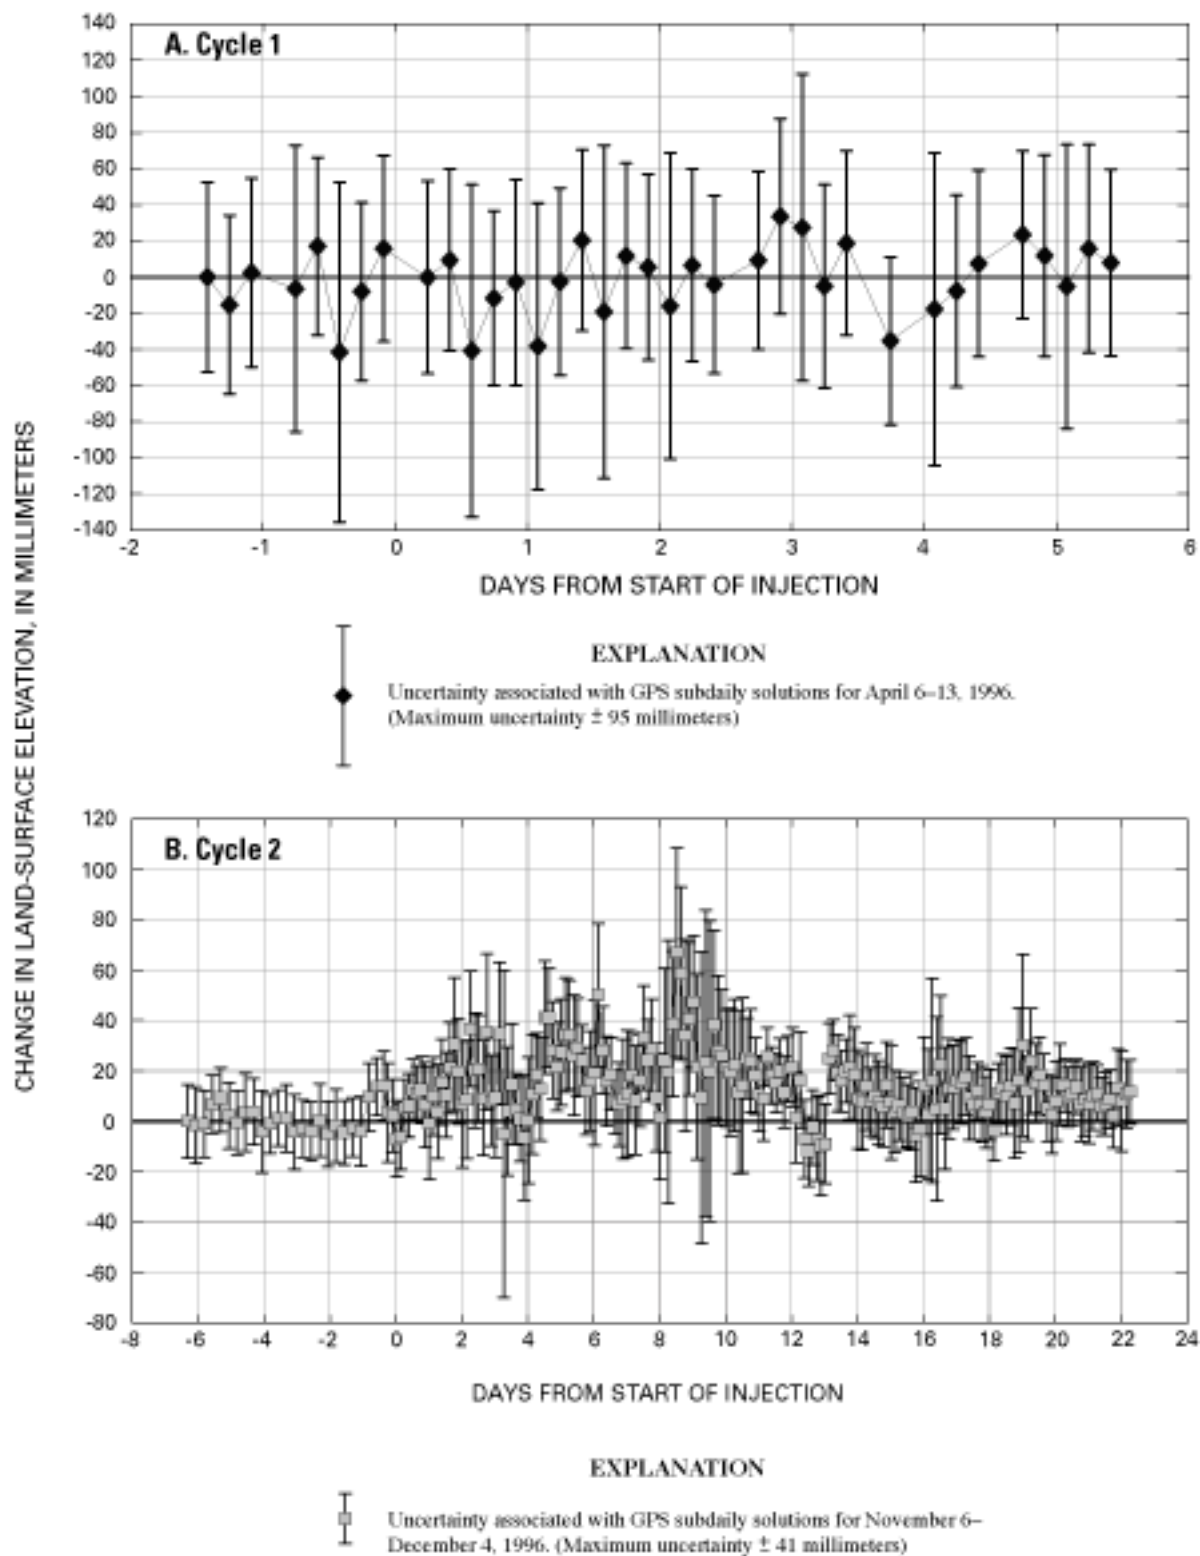 CHANGE IN LAND-SURFACE ELEVATION, IN MILLIMETERS
A. Cycle 1
140
120
100
80
60
40
20
0
-20
-40
-60
-80
-100
-120
-140
-2 -1 0 1 2 3 4 5 6
DAYS FROM START OF INJECTION
EXPLANATION
Uncertainty associated with GPS subdaily solutions for April 6–13, 1996.
(Maximum uncertainty ± 95 millimeters)
B. Cycle 2
120
100
80
60
40
20
0
-20
-40
-60
-80
-8 -6 -4 -2 0 2 4 6 8 10 12 14 16 18 20 22 24
DAYS FROM START OF INJECTION
EXPLANATION
Uncertainty associated with GPS subdaily solutions for November 6–
December 4, 1996. (Maximum uncertainty ± 41 millimeters)